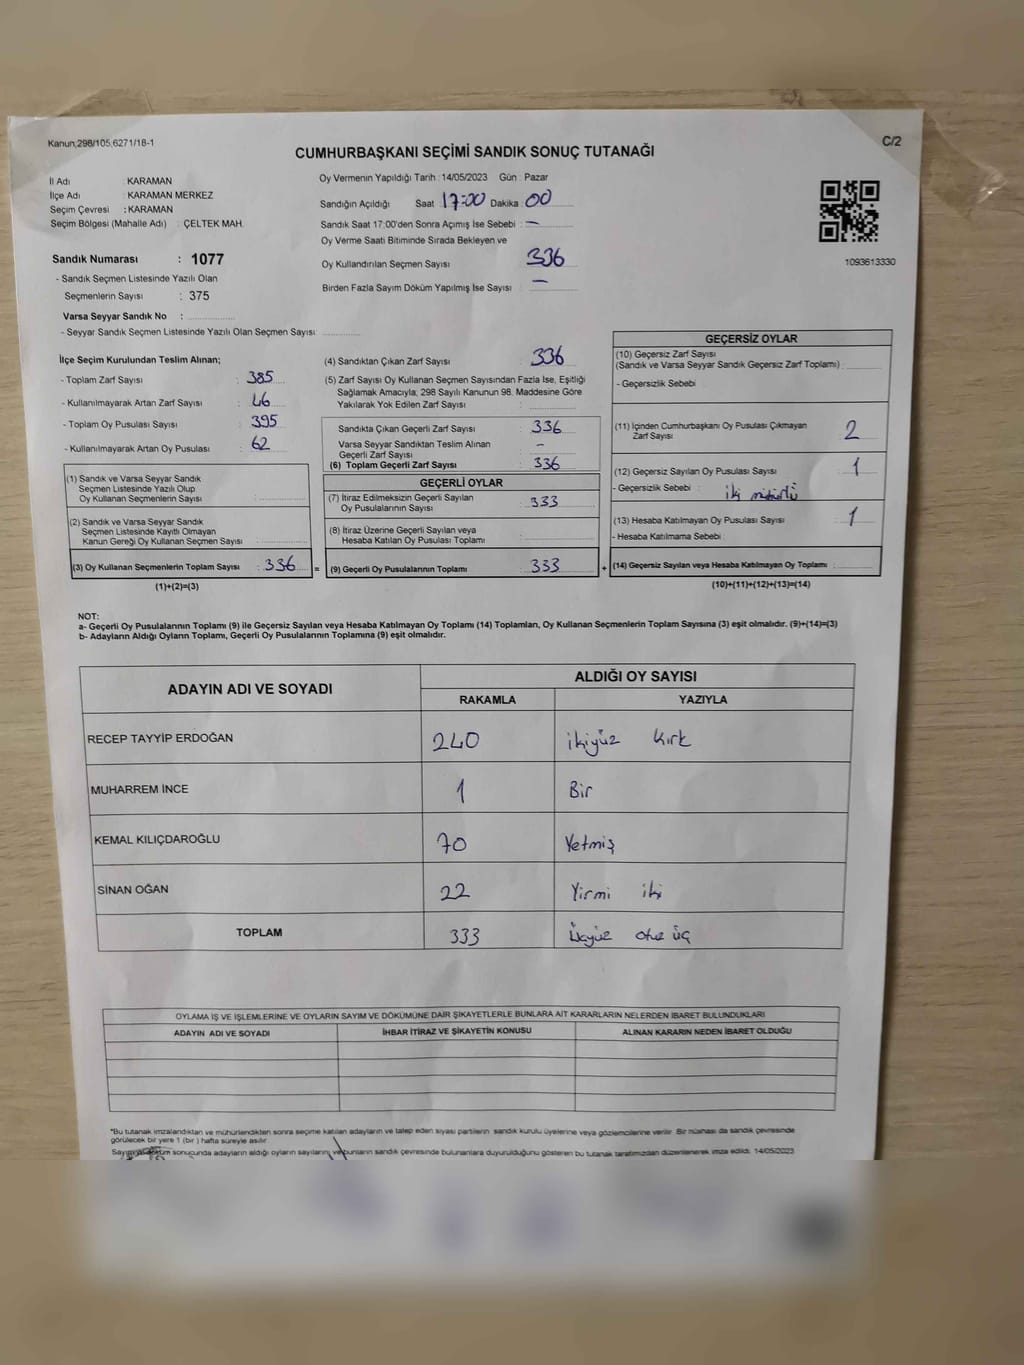 Kanun;298/105;6271/18-1
C/2
CUMHURBAŞKANI SEÇİMİ SANDIK SONUÇ TUTANAĞI
İl Adı : KARAMAN
İlçe Adı : KARAMAN MERKEZ
Seçim Çevresi : KARAMAN
Seçim Bölgesi (Mahalle Adı) : ÇELTEK MAH.
Sandık Numarası : 1077
- Sandık Seçmen Listesinde Yazılı Olan
Seçmenlerin Sayısı : 375
Varsa Seyyar Sandık No :
- Seyyar Sandık Seçmen Listesinde Yazılı Olan Seçmen Sayısı:
Oy Vermenin Yapıldığı Tarih : 14/05/2023 Gün : Pazar
Sandığın Açıldığı Saat 17:00 Dakika : 00
Sandık Saat 17:00'den Sonra Açımış İse Sebebi : -
Oy Verme Saati Bitiminde Sırada Bekleyen ve
Oy Kullandırılan Seçmen Sayısı 336
Birden Fazla Sayım Döküm Yapılmış İse Sayısı : -
1093613330
İlçe Seçim Kurulundan Teslim Alınan;
- Toplam Zarf Sayısı : 385
- Kullanılmayarak Artan Zarf Sayısı : 46
- Toplam Oy Pusulası Sayısı : 395
- Kullanılmayarak Artan Oy Pusulası : 62
(1) Sandık ve Varsa Seyyar Sandık
Seçmen Listesinde Yazılı Olup
Oy Kullanan Seçmenlerin Sayısı :
(2) Sandık ve Varsa Seyyar Sandık
Seçmen Listesinde Kayıtlı Olmayan
Kanun Gereği Oy Kullanan Seçmen Sayısı :
(3) Oy Kullanan Seçmenlerin Toplam Sayısı : 336 =
(1)+(2)=(3)
(4) Sandıktan Çıkan Zarf Sayısı 336
(5) Zarf Sayısı Oy Kullanan Seçmen Sayısından Fazla İse, Eşitliği
Sağlamak Amacıyla; 298 Sayılı Kanunun 98. Maddesine Göre
Yakılarak Yok Edilen Zarf Sayısı :
Sandıkta Çıkan Geçerli Zarf Sayısı : 336
Varsa Seyyar Sandıktan Teslim Alınan
Geçerli Zarf Sayısı : -
(6) Toplam Geçerli Zarf Sayısı : 336
GEÇERLİ OYLAR
(7) İtiraz Edilmeksizin Geçerli Sayılan
Oy Pusulalarının Sayısı : 333
(8) İtiraz Üzerine Geçerli Sayılan veya
Hesaba Katılan Oy Pusulası Toplamı :
(9) Geçerli Oy Pusulalarının Toplamı : 333 +
GEÇERSİZ OYLAR
(10) Geçersiz Zarf Sayısı
(Sandık ve Varsa Seyyar Sandık Geçersiz Zarf Toplamı) :
- Geçersizlik Sebebi :
(11) İçinden Cumhurbaşkanı Oy Pusulası Çıkmayan
Zarf Sayısı : 2
(12) Geçersiz Sayılan Oy Pusulası Sayısı : 1
- Geçersizlik Sebebi : iki mühürlü
(13) Hesaba Katılmayan Oy Pusulası Sayısı : 1
- Hesaba Katılmama Sebebi :
(14) Geçersiz Sayılan veya Hesaba Katılmayan Oy Toplamı :
(10)+(11)+(12)+(13)=(14)
NOT:
a- Geçerli Oy Pusulalarının Toplamı (9) ile Geçersiz Sayılan veya Hesaba Katılmayan Oy Toplamı (14) Toplamları, Oy Kullanan Seçmenlerin Toplam Sayısına (3) eşit olmalıdır. (9)+(14)=(3)
b- Adayların Aldığı Oyların Toplamı, Geçerli Oy Pusulalarının Toplamına (9) eşit olmalıdır.
ADAYIN ADI VE SOYADI
ALDIĞI OY SAYISI
RAKAMLA YAZIYLA
RECEP TAYYİP ERDOĞAN 240 ikiyüz kırk
MUHARREM İNCE 1 Bir
KEMAL KILIÇDAROĞLU 70 Yetmiş
SİNAN OĞAN 22 Yirmi iki
TOPLAM 333 Üçyüz otuz üç
OYLAMA İŞ VE İŞLEMLERİNE VE OYLARIN SAYIM VE DÖKÜMÜNE DAİR ŞİKAYETLERLE BUNLARA AİT KARARLARIN NELERDEN İBARET BULUNDUKLARI
ADAYIN ADI VE SOYADI İHBAR İTİRAZ VE ŞİKAYETİN KONUSU ALINAN KARARIN NEDEN İBARET OLDUĞU
*Bu tutanak imzalandıktan ve mühürlendikten sonra seçime katılan adayların ve talep eden siyasi partilerin sandık kurulu üyelerine veya gözlemcilerine verilir. Bir nüshası da sandık çevresinde
görülecek bir yere 1 (bir ) hafta süreyle asılır.
sonucunda adayların aldığı oyların sayılarını ve bunların sandık çevresinde bulunanlara duyurulduğunu gösteren bu tutanak tarafımızdan düzenlenerek imza edildi. 14/05/2023